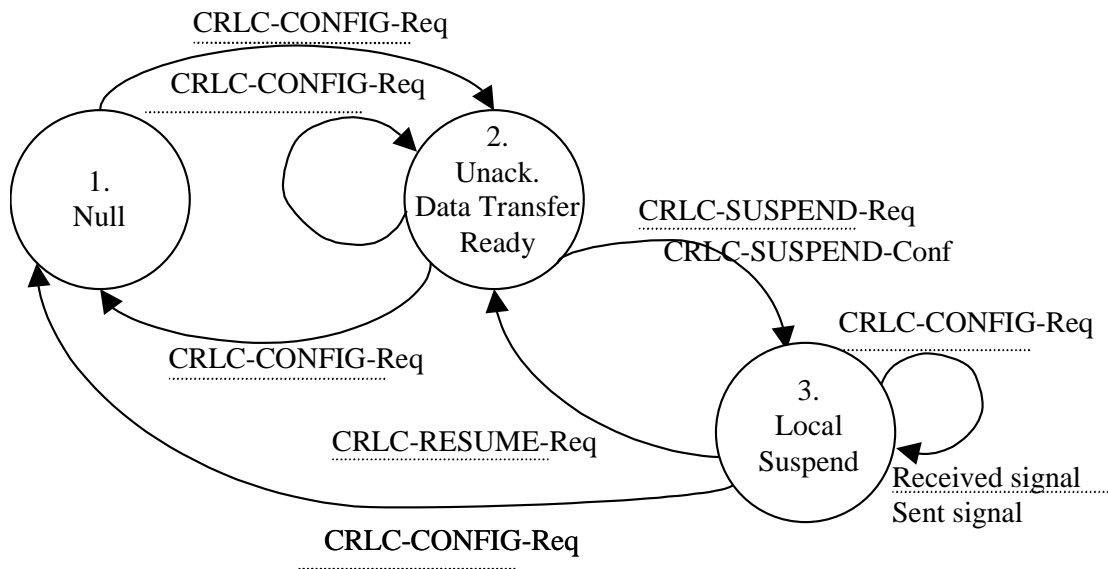 CRLC-CONFIG-Req
CRLC-CONFIG-Req
1.
Null
2.
Unack.
Data Transfer
Ready
CRLC-SUSPEND-Req
CRLC-SUSPEND-Conf
CRLC-CONFIG-Req
CRLC-CONFIG-Req
3.
Local
Suspend
CRLC-RESUME-Req
Received signal
Sent signal
CRLC-CONFIG-Req